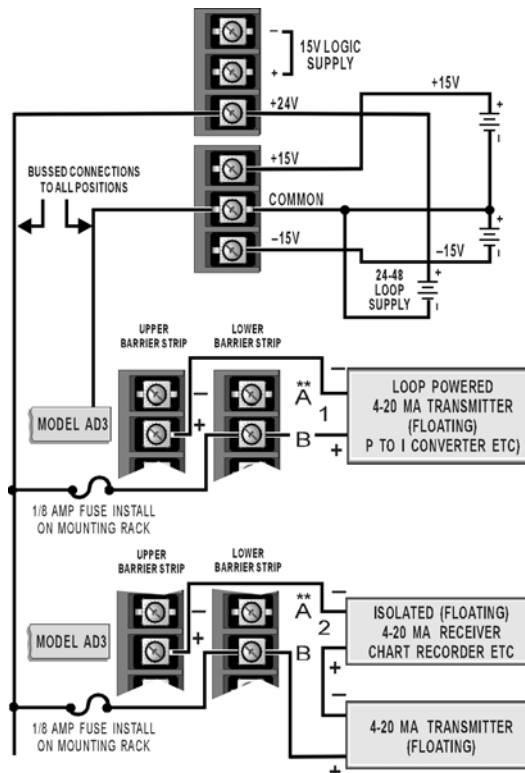 −
15V LOGIC
SUPPLY
+
+24V
+15V
+
−
BUSSED CONNECTIONS
TO ALL POSITIONS
+15V
COMMON
−15V
−15V
+
−
24-48
LOOP
SUPPLY
+
−
UPPER
BARRIER STRIP
LOWER
BARRIER STRIP
MODEL AD3
−
+
**
A
1
B
−
+
LOOP POWERED
4-20 MA TRANSMITTER
(FLOATING)
P TO I CONVERTER ETC)
1/8 AMP FUSE INSTALL
ON MOUNTING RACK
UPPER
BARRIER STRIP
LOWER
BARRIER STRIP
MODEL AD3
−
+
**
A
2
B
−
+
ISOLATED (FLOATING)
4-20 MA RECEIVER
CHART RECORDER ETC
−
+
4-20 MA TRANSMITTER
(FLOATING)
1/8 AMP FUSE INSTALL
ON MOUNTING RACK